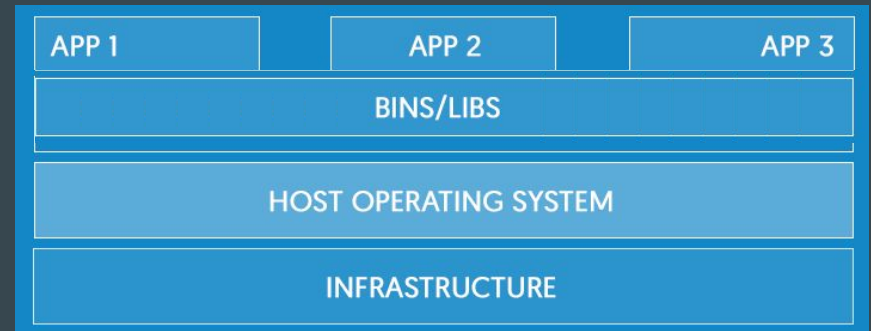 APP 1 APP 2 APP 3
BINS/LIBS
HOST OPERATING SYSTEM
INFRASTRUCTURE